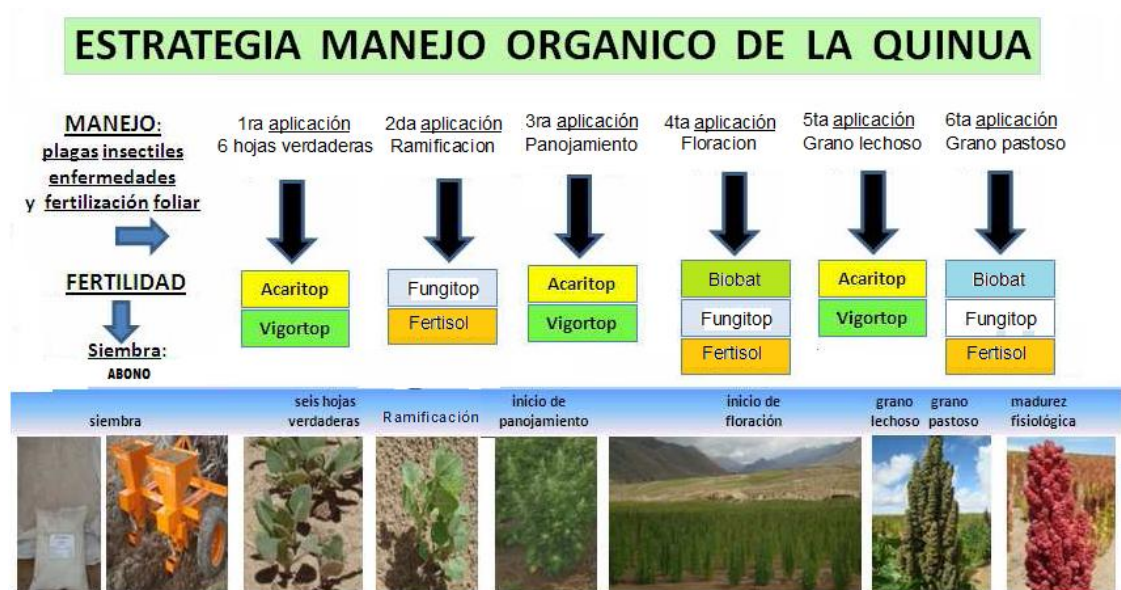 ESTRATEGIA MANEJO ORGANICO DE LA QUINUA
MANEJO:
plagas insectiles
enfermedades
y fertilización foliar
1ra aplicación
6 hojas verdaderas
2da aplicación
Ramificacion
3ra aplicación
Panojamiento
4ta aplicación
Floracion
5ta aplicación
Grano lechoso
6ta aplicación
Grano pastoso
FERTILIDAD
Siembra:
ABONO
Acaritop
Vigortop
Fungitop
Fertisol
Acaritop
Vigortop
Biobat
Fungitop
Fertisol
Acaritop
Vigortop
Biobat
Fungitop
Fertisol
siembra
seis hojas
verdaderas
Ramificación
inicio de
panojamiento
inicio de
floración
grano
lechoso
grano
pastoso
madurez
fisiológica